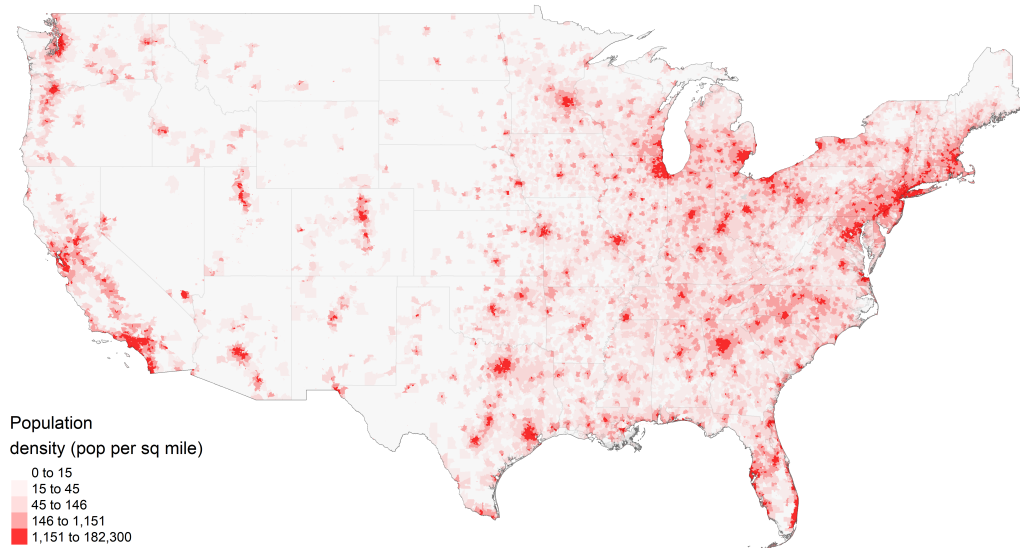 Population
density (pop per sq mile)
0 to 15
15 to 45
45 to 146
146 to 1,151
1,151 to 182,300